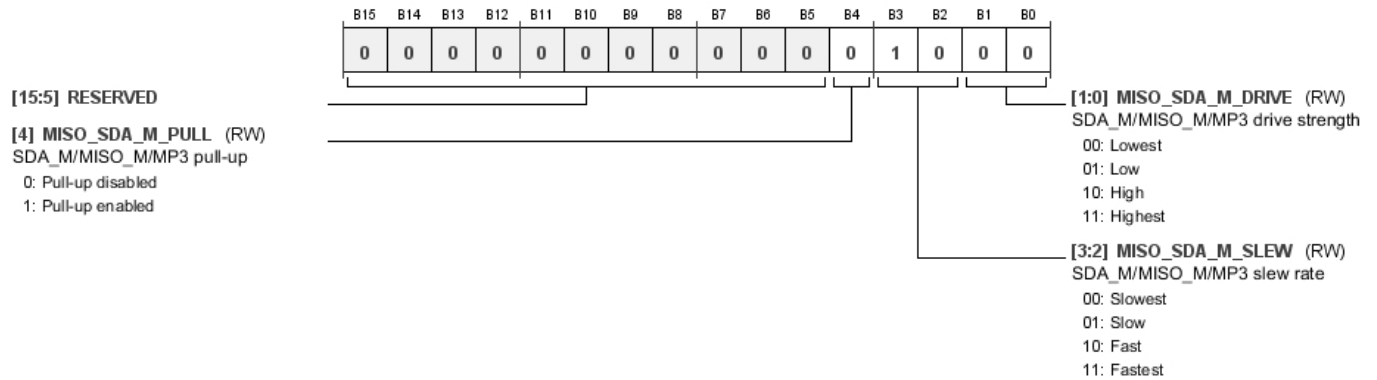 B15 B14 B13 B12 B11 B10 B9 B8 B7 B6 B5 B4 B3 B2 B1 B0
0 0 0 0 0 0 0 0 0 0 0 0 1 0 0 0
[15:5] RESERVED
[4] MISO_SDA_M_PULL (RW)
SDA_M/MISO_M/MP3 pull-up
0: Pull-up disabled
1: Pull-up enabled
[1:0] MISO_SDA_M_DRIVE (RW)
SDA_M/MISO_M/MP3 drive strength
00: Lowest
01: Low
10: High
11: Highest
[3:2] MISO_SDA_M_SLEW (RW)
SDA_M/MISO_M/MP3 slew rate
00: Slowest
01: Slow
10: Fast
11: Fastest